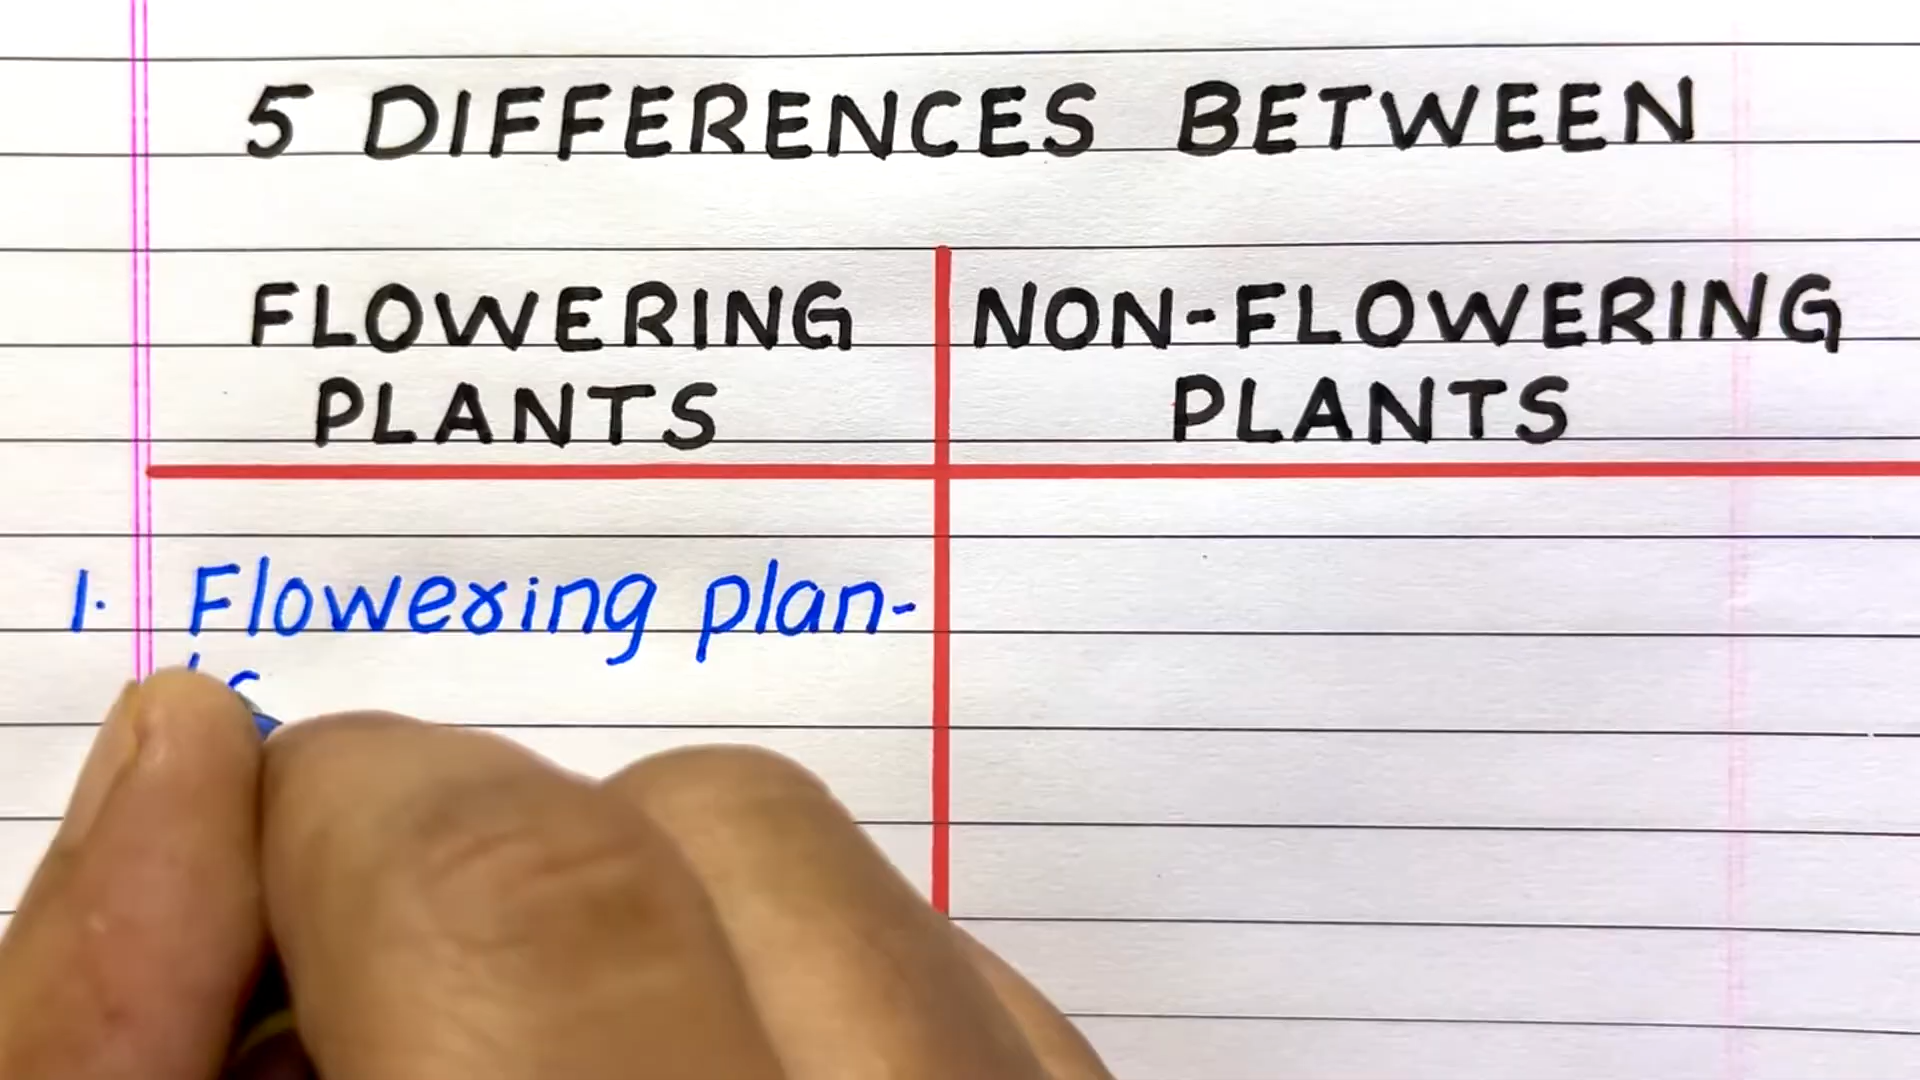 5 DIFFERENCES BETWEEN
FLOWERING NON-FLOWERING
PLANTS PLANTS
1. Flowering plan-